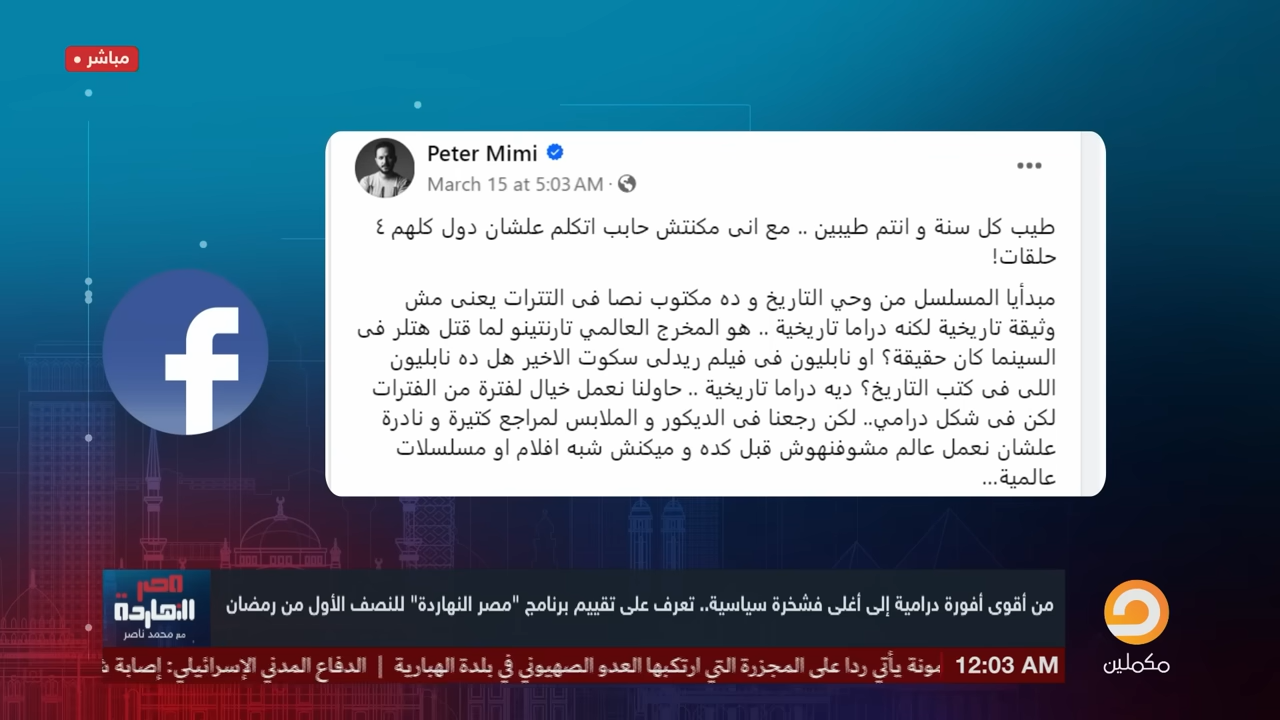 مباشر
Peter Mimi
March 15 at 5:03 AM ·
طيب كل سنة و انتم طيبين .. مع انى مكنتش حابب اتكلم علشان دول كلهم ٤
حلقات!
مبدأيا المسلسل من وحي التاريخ و ده مكتوب نصا فى التترات يعنى مش
وثيقة تاريخية لكنه دراما تاريخية .. هو المخرج العالمي تارنتينو لما قتل هتلر فى
السينما كان حقيقة؟ او نابليون فى فيلم ريدلى سكوت الاخير هل ده نابليون
اللى فى كتب التاريخ؟ ديه دراما تاريخية .. حاولنا نعمل خيال لفترة من الفترات
لكن فى شكل درامي.. لكن رجعنا فى الديكور و الملابس لمراجع كتيرة و نادرة
علشان نعمل عالم مشوفنهوش قبل كده و ميكنش شبه افلام او مسلسلات
عالمية...
مصر
النهاردة
مع محمد ناصر
من أقوى أفورة درامية إلى أغلى فشخرة سياسية.. تعرف على تقييم برنامج "مصر النهاردة" للنصف الأول من رمضان
12:03 AM
مونة يأتي ردا على المجزرة التي ارتكبها العدو الصهيوني في بلدة الهبارية | الدفاع المدني الإسرائيلي: إصابة
مكملين